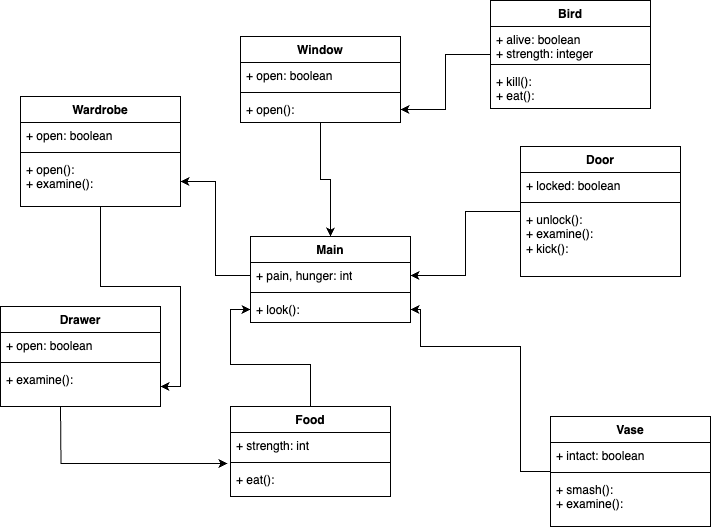 Bird
+ alive: boolean
+ strength: integer
+ kill():
+ eat():
Window
+ open: boolean
+ open():
Wardrobe
+ open: boolean
+ open():
+ examine():
Door
+ locked: boolean
+ unlock():
+ examine():
+ kick():
Main
+ pain, hunger: int
+ look():
Drawer
+ open: boolean
+ examine():
Food
+ strength: int
+ eat():
Vase
+ intact: boolean
+ smash():
+ examine():